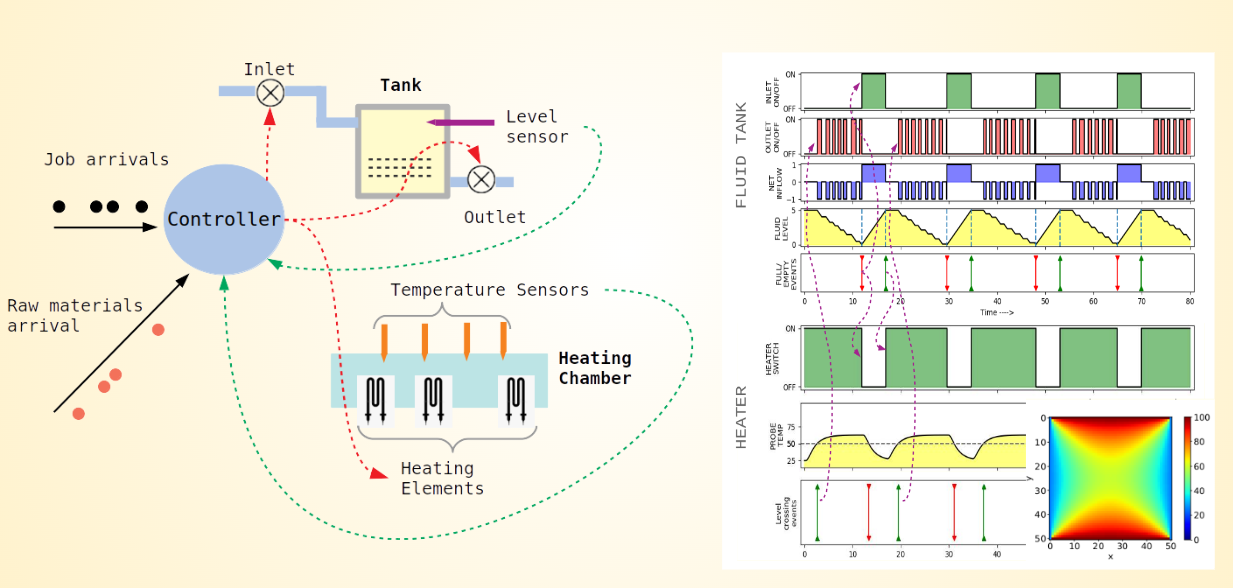 Inlet
Tank
Level
sensor
Job arrivals
Controller
Outlet
Raw materials
arrival
Temperature Sensors
Heating
Chamber
Heating
Elements
FLUID TANK
INLET
ON/OFF
ON
OFF
OUTLET
ON/OFF
ON
OFF
NET
INFLOW
1
0
−1
FLUID
LEVEL
5
0
FULL/
EMPTY
EVENTS
0 10 20 30 40 50 60 70 80
Time ---->
HEATER
HEATER
SWITCH
ON
OFF
PROBE
TEMP
75
50
25
Level
crossing
events
0 10 20 30 40
y
0
10
20
30
40
50
0 10 20 30 40 50
x
100
80
60
40
20
0